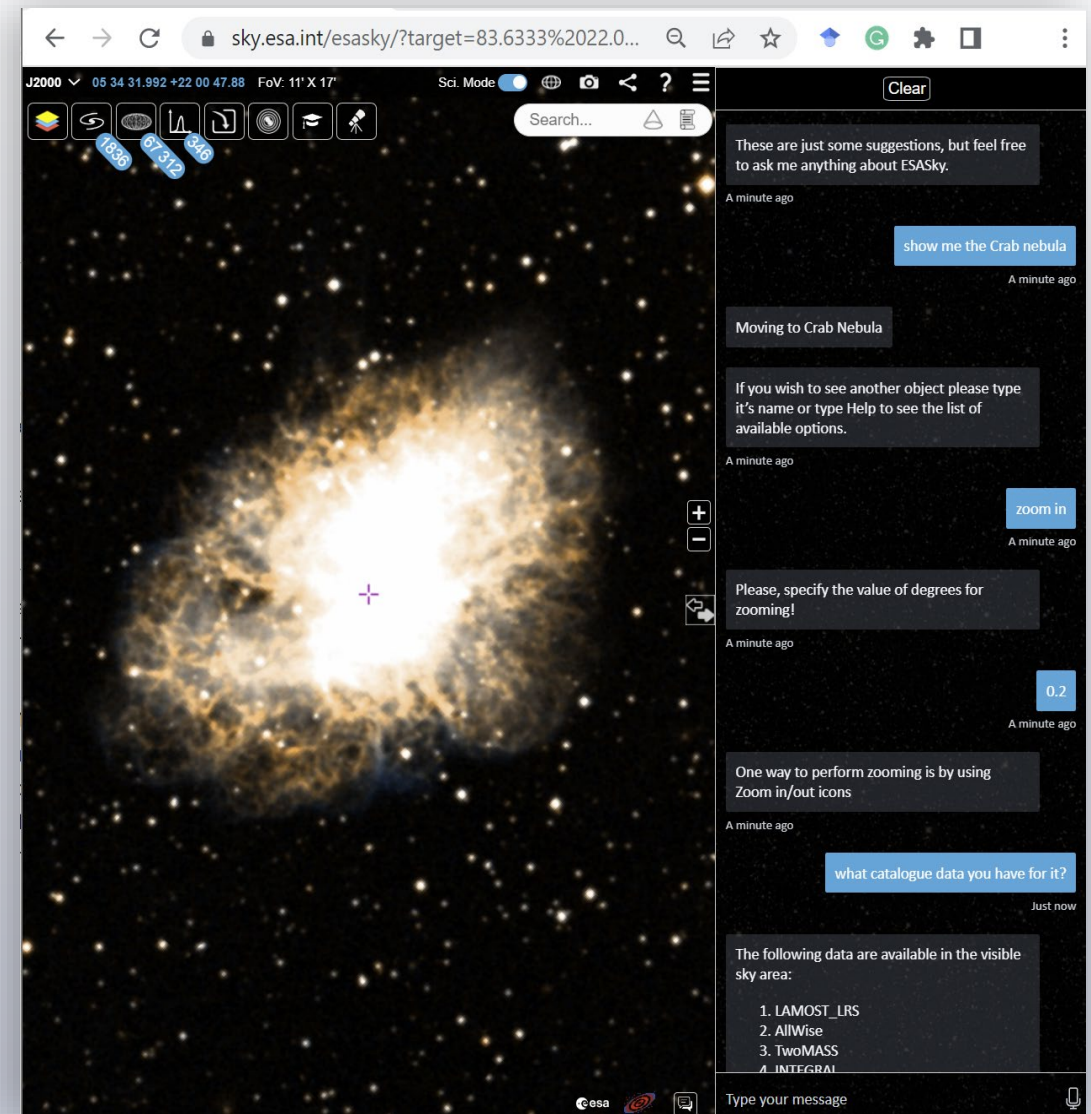 sky.esa.int/esasky/?target=83.6333%2022.0...
J2000 05 34 31.992 +22 00 47.88 FoV: 11' X 17' Sci. Mode
Search...
1836
67 312
346
esa
Clear
These are just some suggestions, but feel free
to ask me anything about ESASky.
A minute ago
show me the Crab nebula
A minute ago
Moving to Crab Nebula
If you wish to see another object please type
it’s name or type Help to see the list of
available options.
A minute ago
zoom in
A minute ago
Please, specify the value of degrees for
zooming!
A minute ago
0.2
A minute ago
One way to perform zooming is by using
Zoom in/out icons
A minute ago
what catalogue data you have for it?
Just now
The following data are available in the visible
sky area:
1. LAMOST_LRS
2. AllWise
3. TwoMASS
4. INTEGRAL
Type your message